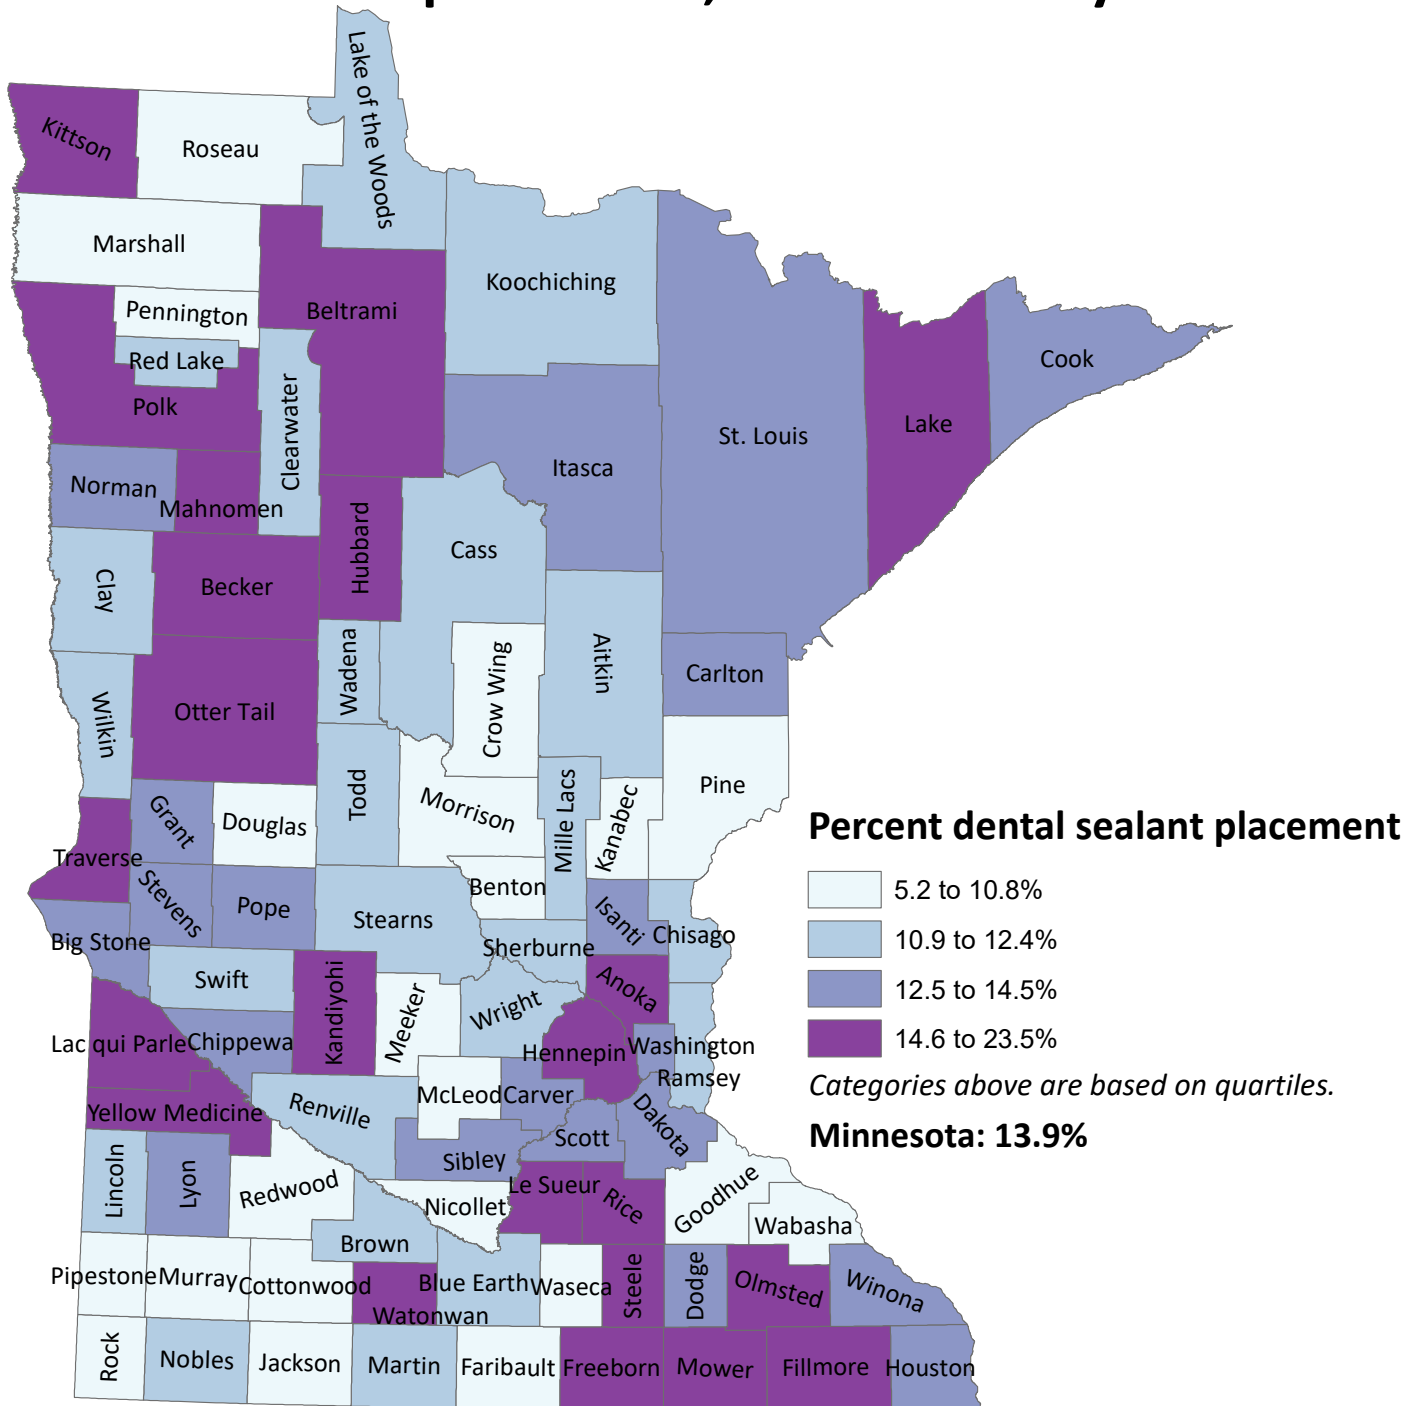 Kittson
Roseau
Lake of the Woods
Marshall
Koochiching
Pennington
Beltrami
Red Lake
Cook
Polk
Clearwater
St. Louis
Lake
Itasca
Norman
Mahnomen
Hubbard
Cass
Becker
Clay
Aitkin
Wadena
Carlton
Crow Wing
Otter Tail
Wilkin
Pine
Todd
Morrison
Mille Lacs
Kanabec
Grant
Douglas
Traverse
Benton
Stevens
Pope
Stearns
Isanti
Chisago
Big Stone
Sherburne
Swift
Kandiyohi
Anoka
Meeker
Wright
Lac qui Parle
Chippewa
Hennepin
Washington
Ramsey
McLeod
Carver
Yellow Medicine
Renville
Dakota
Scott
Sibley
Lincoln
Lyon
Redwood
Le Sueur
Rice
Goodhue
Nicollet
Wabasha
Brown
Pipestone
Murray
Cottonwood
Blue Earth
Waseca
Steele
Dodge
Olmsted
Winona
Watonwan
Rock
Nobles
Jackson
Martin
Faribault
Freeborn
Mower
Fillmore
Houston
Percent dental sealant placement
5.2 to 10.8%
10.9 to 12.4%
12.5 to 14.5%
14.6 to 23.5%
Categories above are based on quartiles.
Minnesota: 13.9%